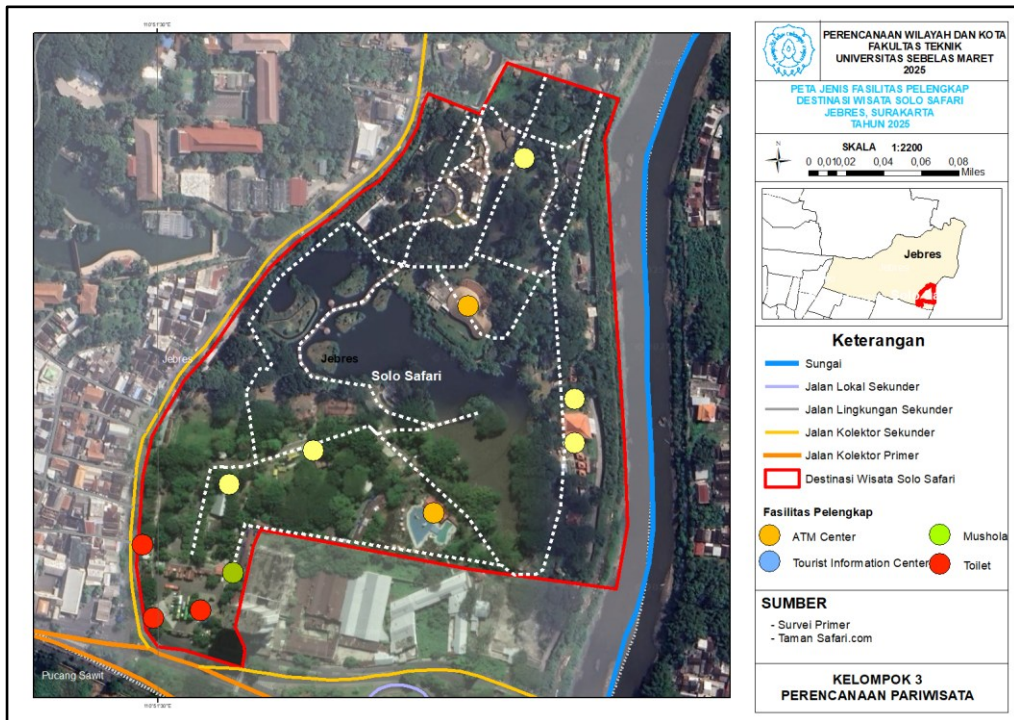 110°51'30"E
PERENCANAAN WILAYAH DAN KOTA
FAKULTAS TEKNIK
UNIVERSITAS SEBELAS MARET
2025
PETA JENIS FASILITAS PELENGKAP
DESTINASI WISATA SOLO SAFARI
JEBRES, SURAKARTA
TAHUN 2025
N
SKALA 1:2200
0 0,010,02 0,04 0,06 0,08
Miles
Jebres
Keterangan
Sungai
Jalan Lokal Sekunder
Jalan Lingkungan Sekunder
Jalan Kolektor Sekunder
Jalan Kolektor Primer
Destinasi Wisata Solo Safari
Fasilitas Pelengkap
ATM Center
Mushola
Tourist Information Center
Toilet
SUMBER
- Survei Primer
- Taman Safari.com
KELOMPOK 3
PERENCANAAN PARIWISATA
Jebres
Jebres
Solo Safari
Pucang Sawit